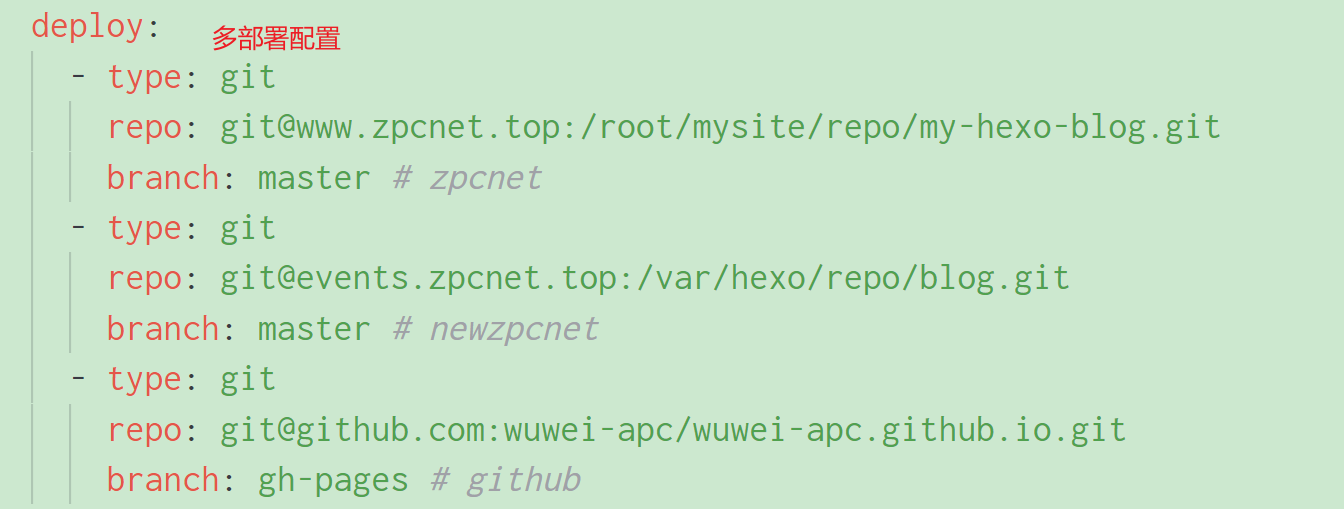 deploy:
多部署配置
- type: git
repo: git@www.zpcnet.top:/root/mysite/repo/my-hexo-blog.git
branch: master # zpcnet
- type: git
repo: git@events.zpcnet.top:/var/hexo/repo/blog.git
branch: master # newzpcnet
- type: git
repo: git@github.com:wuwei-apc/wuwei-apc.github.io.git
branch: gh-pages # github